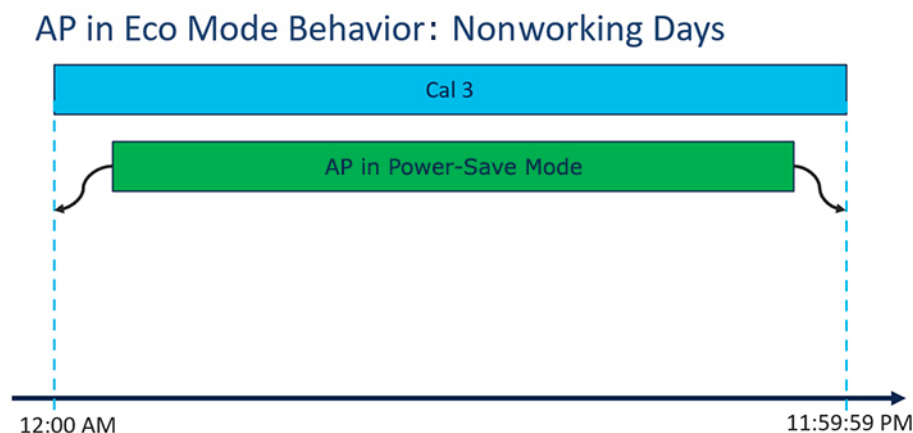 AP in Eco Mode Behavior: Nonworking Days
Cal 3
AP in Power-Save Mode
12:00 AM
11:59:59 PM